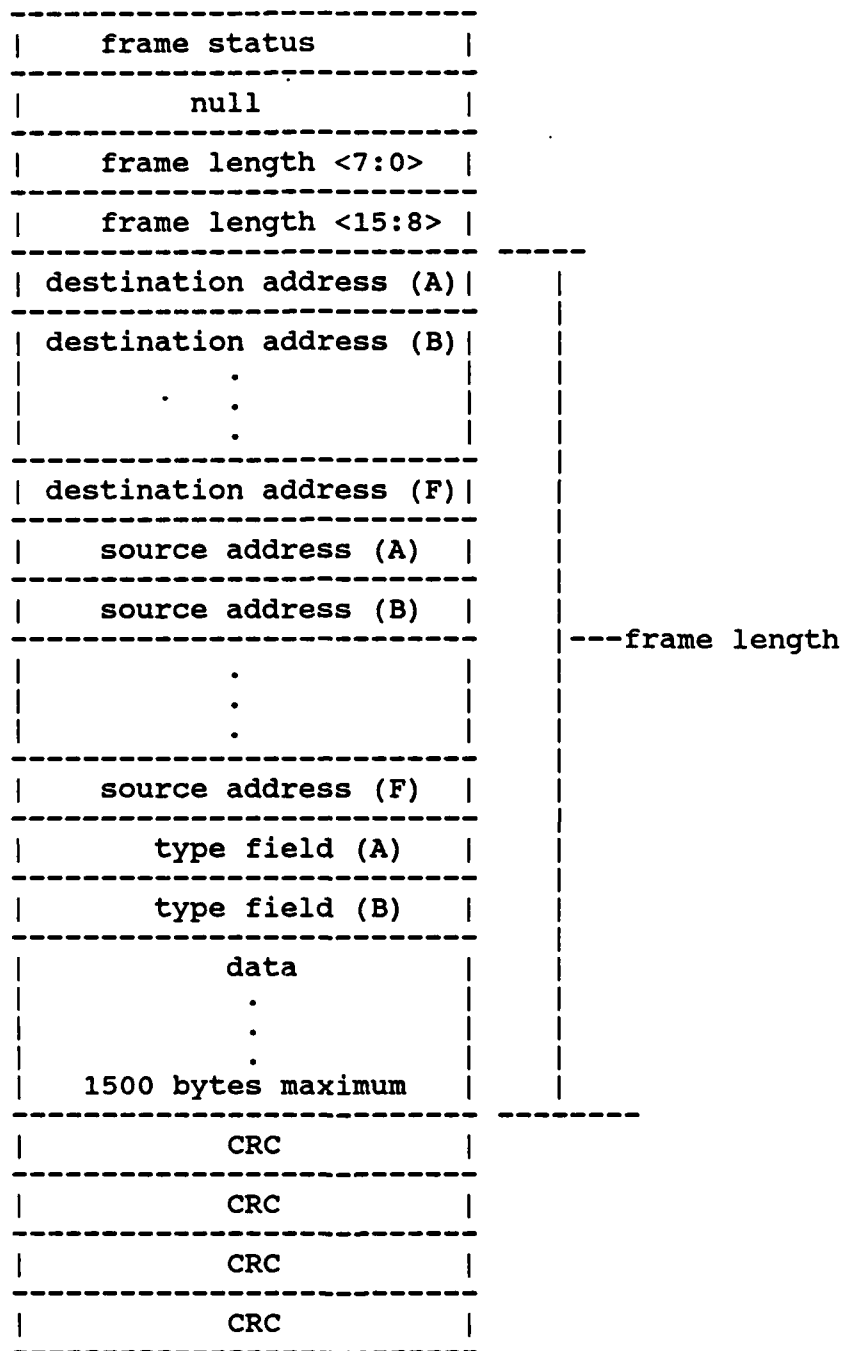 frame status
null
frame length <7:0>
frame length <15:8>
destination address (A)
destination address (B)
destination address (F)
source address (A)
source address (B)
---frame length
source address (F)
type field (A)
type field (B)
data
1500 bytes maximum
CRC
CRC
CRC
CRC